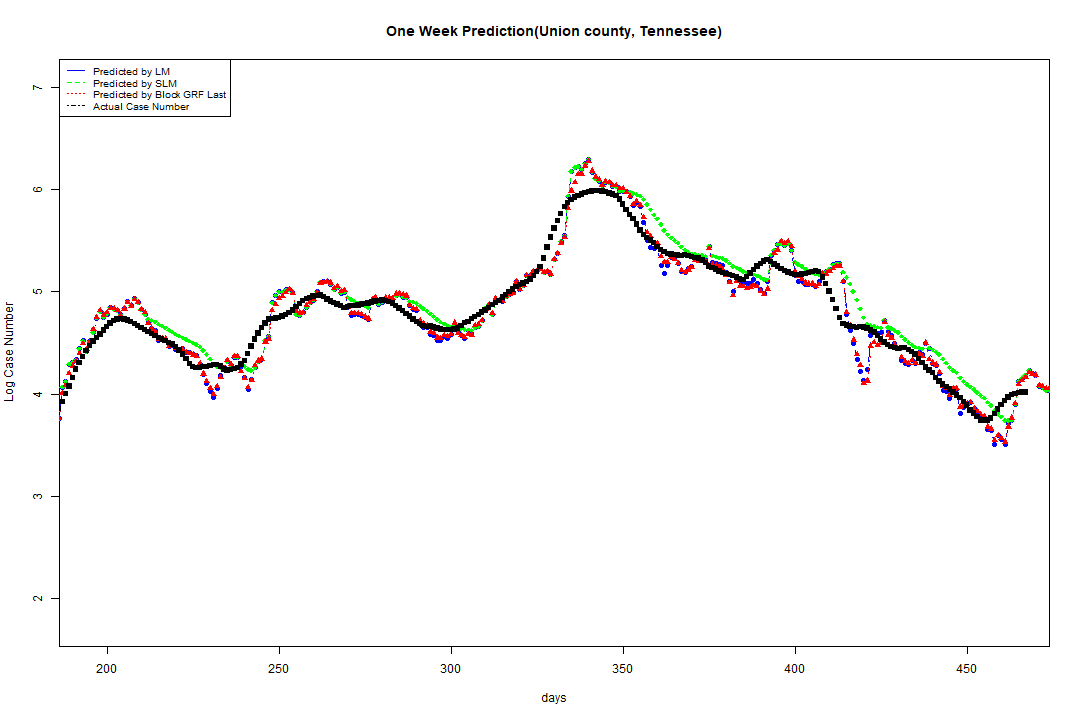 One Week Prediction(Union county, Tennessee)
Predicted by LM
Predicted by SLM
Predicted by Block GRF Last
Actual Case Number
7
6
5
4
3
2
Log Case Number
200 250 300 350 400 450
days